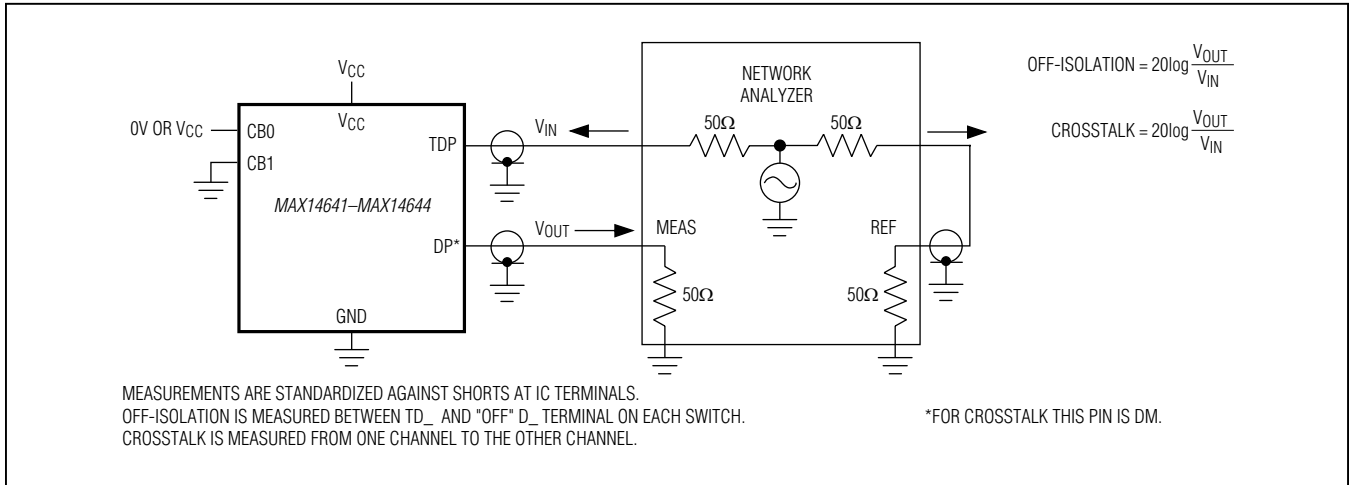 VCC
VCC
0V OR VCC
CB0
CB1
TDP
MAX14641–MAX14644
DP*
GND
VIN
VOUT
NETWORK
ANALYZER
50Ω
50Ω
MEAS
REF
50Ω
50Ω
OFF-ISOLATION = 20log VOUT/VIN
CROSSTALK = 20log VOUT/VIN
MEASUREMENTS ARE STANDARDIZED AGAINST SHORTS AT IC TERMINALS.
OFF-ISOLATION IS MEASURED BETWEEN TD_ AND "OFF" D_ TERMINAL ON EACH SWITCH.
CROSSTALK IS MEASURED FROM ONE CHANNEL TO THE OTHER CHANNEL.
*FOR CROSSTALK THIS PIN IS DM.